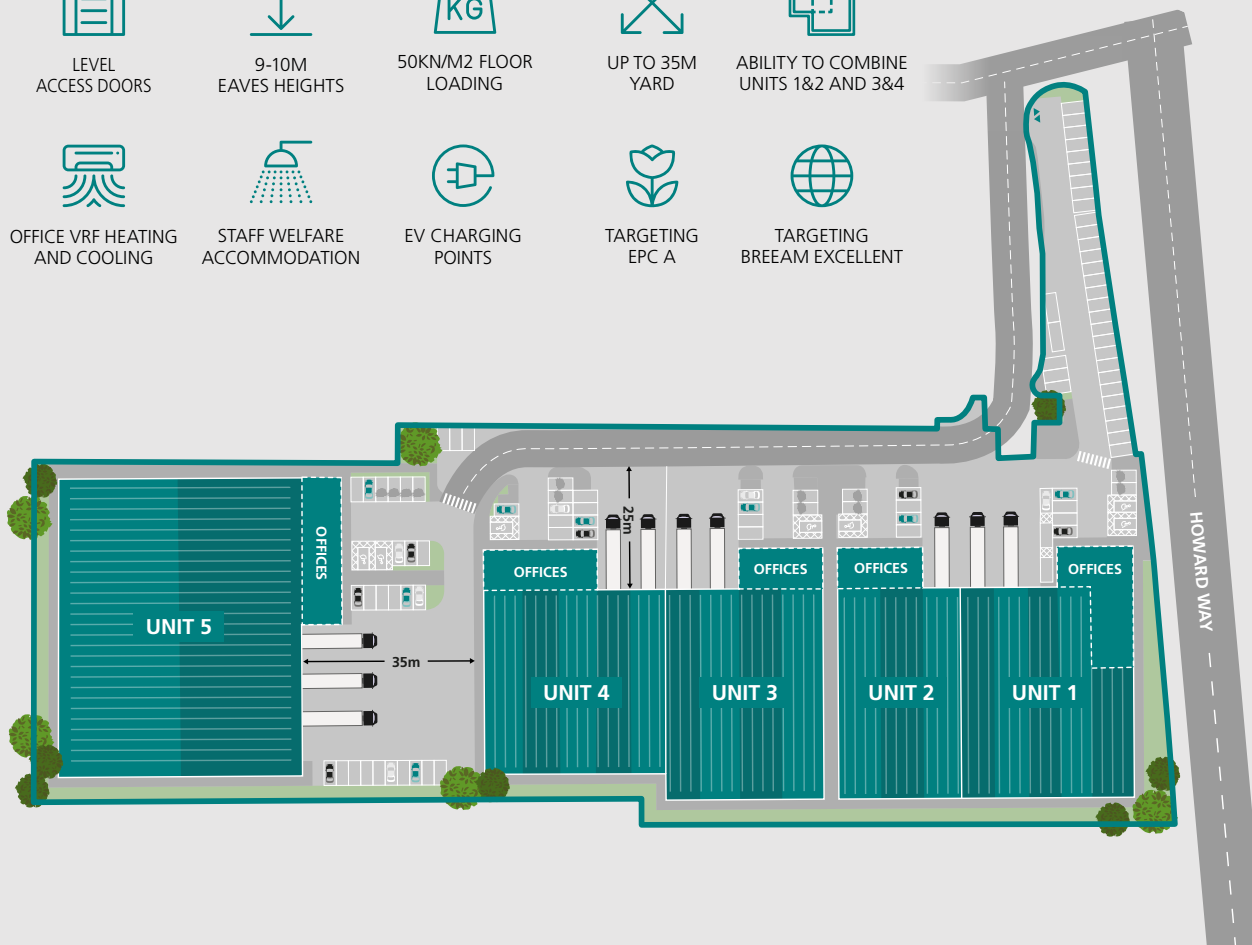 KG
LEVEL
ACCESS DOORS
9-10M
EAVES HEIGHTS
50KN/M2 FLOOR
LOADING
UP TO 35M
YARD
ABILITY TO COMBINE
UNITS 1&2 AND 3&4
OFFICE VRF HEATING
AND COOLING
STAFF WELFARE
ACCOMMODATION
EV CHARGING
POINTS
TARGETING
EPC A
TARGETING
BREEAM EXCELLENT
HOWARD WAY
25m
35m
OFFICES
UNIT 5
OFFICES
UNIT 4
OFFICES
UNIT 3
OFFICES
UNIT 2
OFFICES
UNIT 1